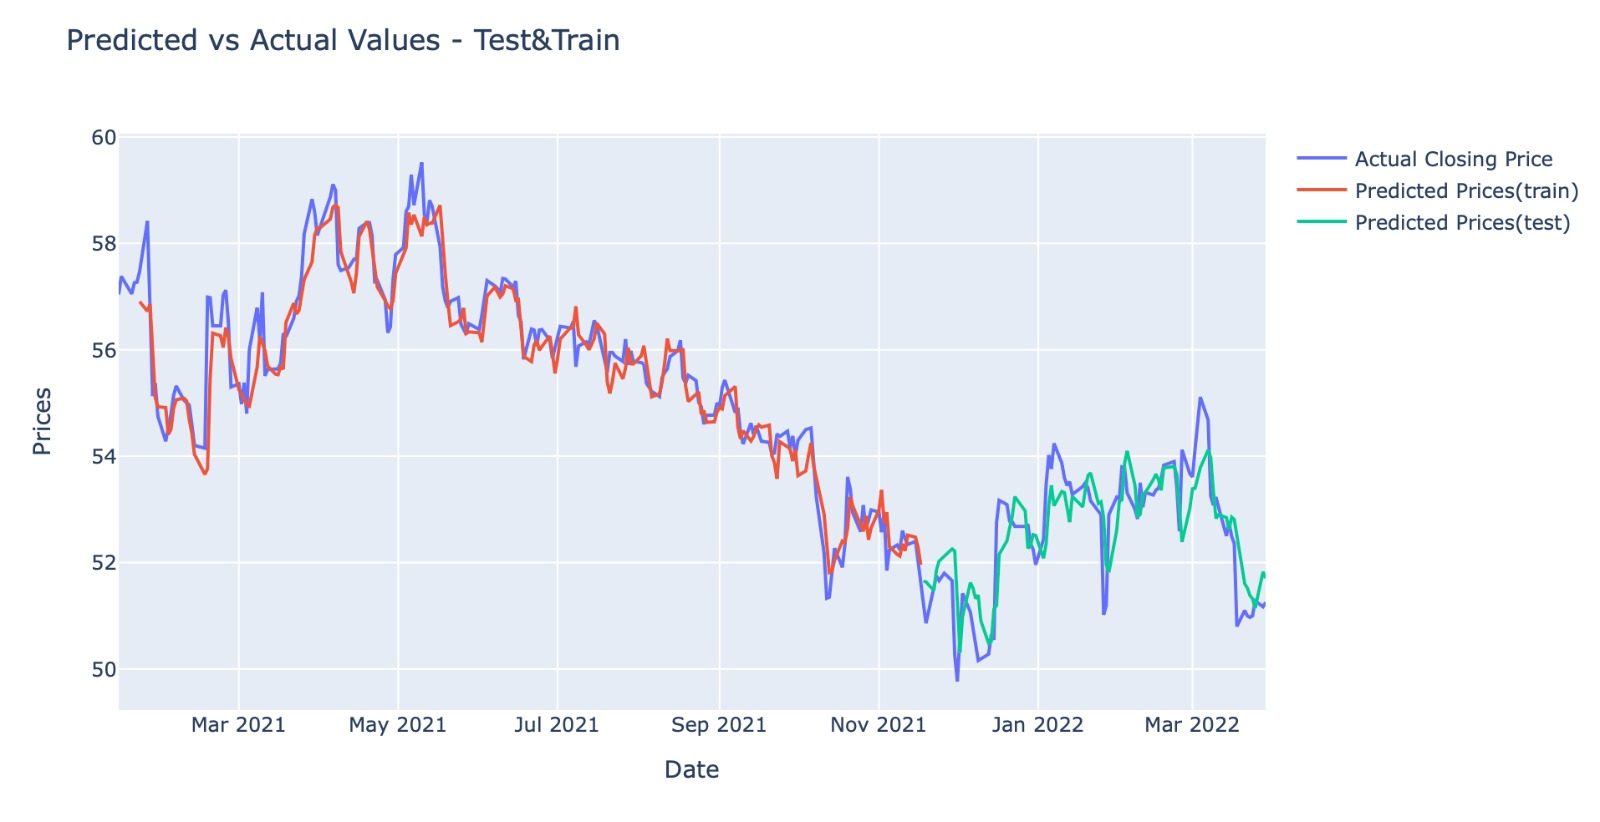 Predicted vs Actual Values - Test&Train
60
58
56
54
52
50
Prices
Mar 2021 May 2021 Jul 2021 Sep 2021 Nov 2021 Jan 2022 Mar 2022
Date
Actual Closing Price
Predicted Prices(train)
Predicted Prices(test)